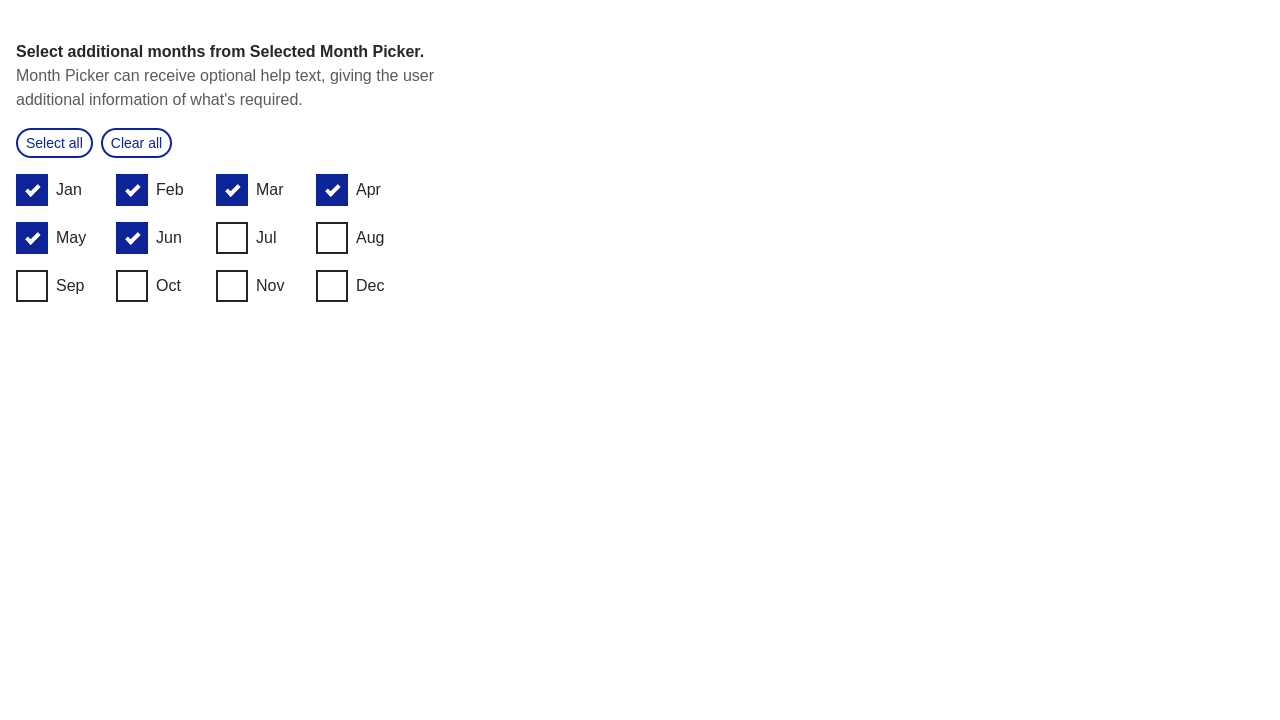 Select additional months from Selected Month Picker.
Month Picker can receive optional help text, giving the user
additional information of what's required.
Select all Clear all
Jan Feb Mar Apr
May Jun Jul Aug
Sep Oct Nov Dec